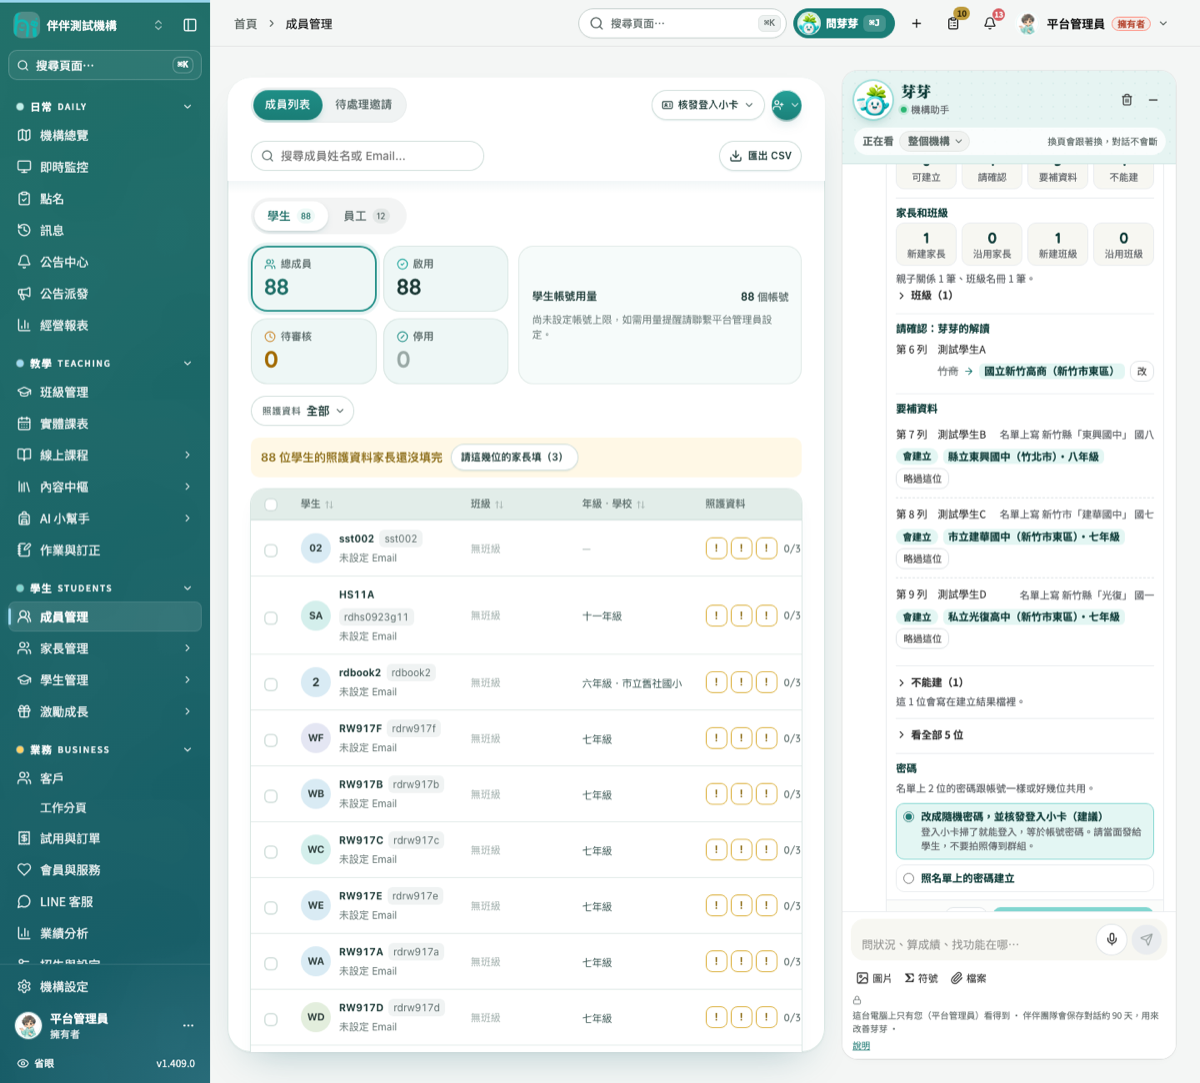 伴伴測試機構
搜尋頁面⋯ ⌘K
日常 DAILY
機構總覽
即時監控
點名
訊息
公告中心
公告派發
經營報表
教學 TEACHING
班級管理
實體課表
線上課程
內容中樞
AI 小幫手
作業與訂正
學生 STUDENTS
成員管理
家長管理
學生管理
激勵成長
業務 BUSINESS
客戶
工作分頁
試用與訂單
會員與服務
LINE 客服
業績分析
機構設定
平台管理員
擁有者
省眼 v1.409.0
首頁 › 成員管理
搜尋頁面⋯ ⌘K
問芽芽 ⌘J
10
13
平台管理員 擁有者
成員列表 待處理邀請
核發登入小卡
搜尋成員姓名或 Email...
匯出 CSV
學生 88 員工 12
總成員
88
啟用
88
待審核
0
停用
0
學生帳號用量 88 個帳號
尚未設定帳號上限，如需用量提醒請聯繫平台管理員設
定。
照護資料 全部
88 位學生的照護資料家長還沒填完 請這幾位的家長填（3）
學生 ↑↓ 班級 ↑↓ 年級 · 學校 ↑↓ 照護資料
02 sst002 sst002 無班級 — ! ! ! 0/3
未設定 Email
HS11A
SA rdhs0923g11 無班級 十一年級 ! ! ! 0/3
未設定 Email
2 rdbook2 rdbook2 無班級 六年級 · 市立舊社國小 ! ! ! 0/3
未設定 Email
WF RW917F rdrw917f 無班級 七年級 ! ! ! 0/3
未設定 Email
WB RW917B rdrw917b 無班級 七年級 ! ! ! 0/3
未設定 Email
WC RW917C rdrw917c 無班級 七年級 ! ! ! 0/3
未設定 Email
WE RW917E rdrw917e 無班級 七年級 ! ! ! 0/3
未設定 Email
WA RW917A rdrw917a 無班級 七年級 ! ! ! 0/3
未設定 Email
WD RW917D rdrw917d 無班級 七年級 ! ! ! 0/3
未設定 Email
芽芽
機構助手
正在看 整個機構 換頁會跟著換，對話不會斷
可建立 請確認 要補資料 不能建
家長和班級
1 0 1 0
新建家長 沿用家長 新建班級 沿用班級
親子關係 1 筆、班級名冊 1 筆。
班級（1）
請確認：芽芽的解讀
第 6 列 測試學生A
竹商 → 國立新竹高商（新竹市東區） 改
要補資料
第 7 列 測試學生B 名單上寫 新竹縣「東興國中」 國八
會建立 縣立東興國中（竹北市）・八年級
略過這位
第 8 列 測試學生C 名單上寫 新竹市「建華國中」 國七
會建立 市立建華國中（新竹市東區）・七年級
略過這位
第 9 列 測試學生D 名單上寫 新竹縣「光復」 國一
會建立 私立光復高中（新竹市東區）・七年級
略過這位
不能建（1）
這 1 位會寫在建立結果檔裡。
看全部 5 位
密碼
名單上 2 位的密碼跟帳號一樣或好幾位共用。
改成隨機密碼，並核發登入小卡（建議）
登入小卡掃了就能登入，等於帳號密碼。請當面發給
學生，不要拍照傳到群組。
照名單上的密碼建立
問狀況、算成績、找功能在哪⋯
圖片 Σ 符號 檔案
這台電腦上只有您（平台管理員）看得到 · 伴伴團隊會保存對話約 90 天，用來
改善芽芽 ·
說明